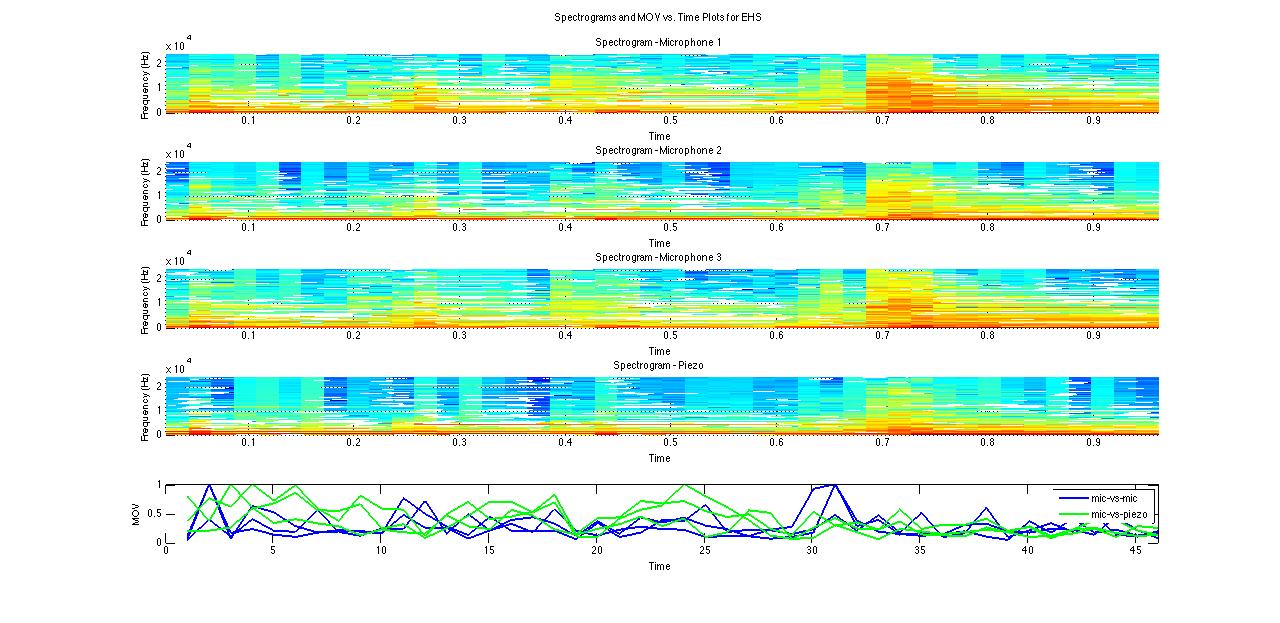 Spectrograms and MOV vs. Time Plots for EHS
Spectrogram - Microphone 1
x 10 4
Frequency (Hz)
2
1
0
0.1 0.2 0.3 0.4 0.5 0.6 0.7 0.8 0.9
Time
Spectrogram - Microphone 2
x 10 4
Frequency (Hz)
2
1
0
0.1 0.2 0.3 0.4 0.5 0.6 0.7 0.8 0.9
Time
Spectrogram - Microphone 3
x 10 4
Frequency (Hz)
2
1
0
0.1 0.2 0.3 0.4 0.5 0.6 0.7 0.8 0.9
Time
Spectrogram - Piezo
x 10 4
Frequency (Hz)
2
1
0
0.1 0.2 0.3 0.4 0.5 0.6 0.7 0.8 0.9
Time
MOV
1
0.5
0
mic-vs-mic
mic-vs-piezo
0 5 10 15 20 25 30 35 40 45
Time